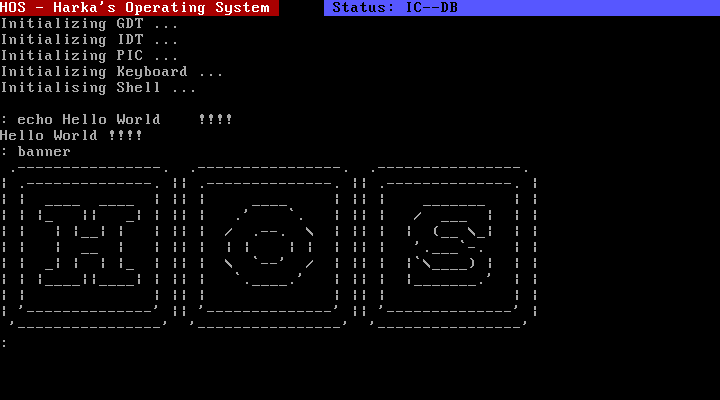 HOS - Harka's Operating System Status: IC--DB
Initializing GDT ...
Initializing IDT ...
Initializing PIC ...
Initializing Keyboard ...
Initialising Shell ...
: echo Hello World    !!!!
Hello World !!!!
: banner
HOS
: